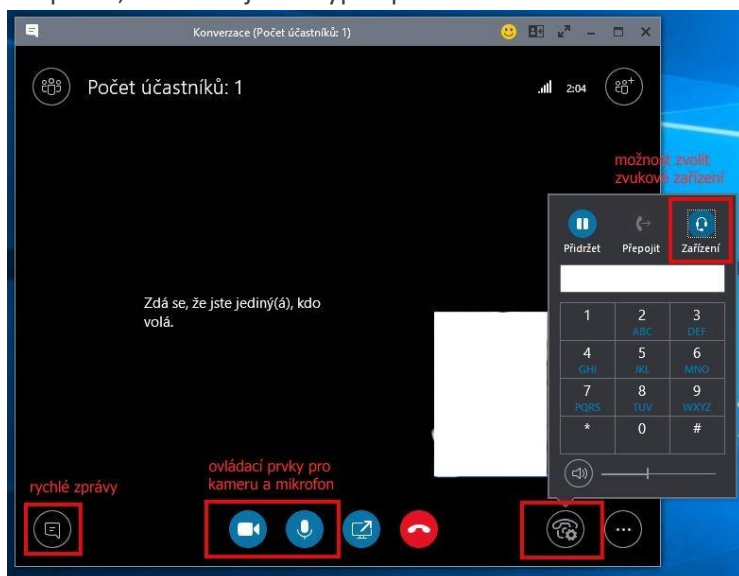 Konverzace (Počet účastníků: 1)
Počet účastníků: 1
2:04
možnost zvolit
zvukové zařízení
Přidržet
Přepojit
Zařízení
Zdá se, že jste jediný(á), kdo
volá.
1
2
3
ABC
DEF
4
5
6
GHI
JKL
MNO
7
8
9
PQRS
TUV
WXYZ
*
0
#
ovládací prvky pro
kameru a mikrofon
rychlé zprávy